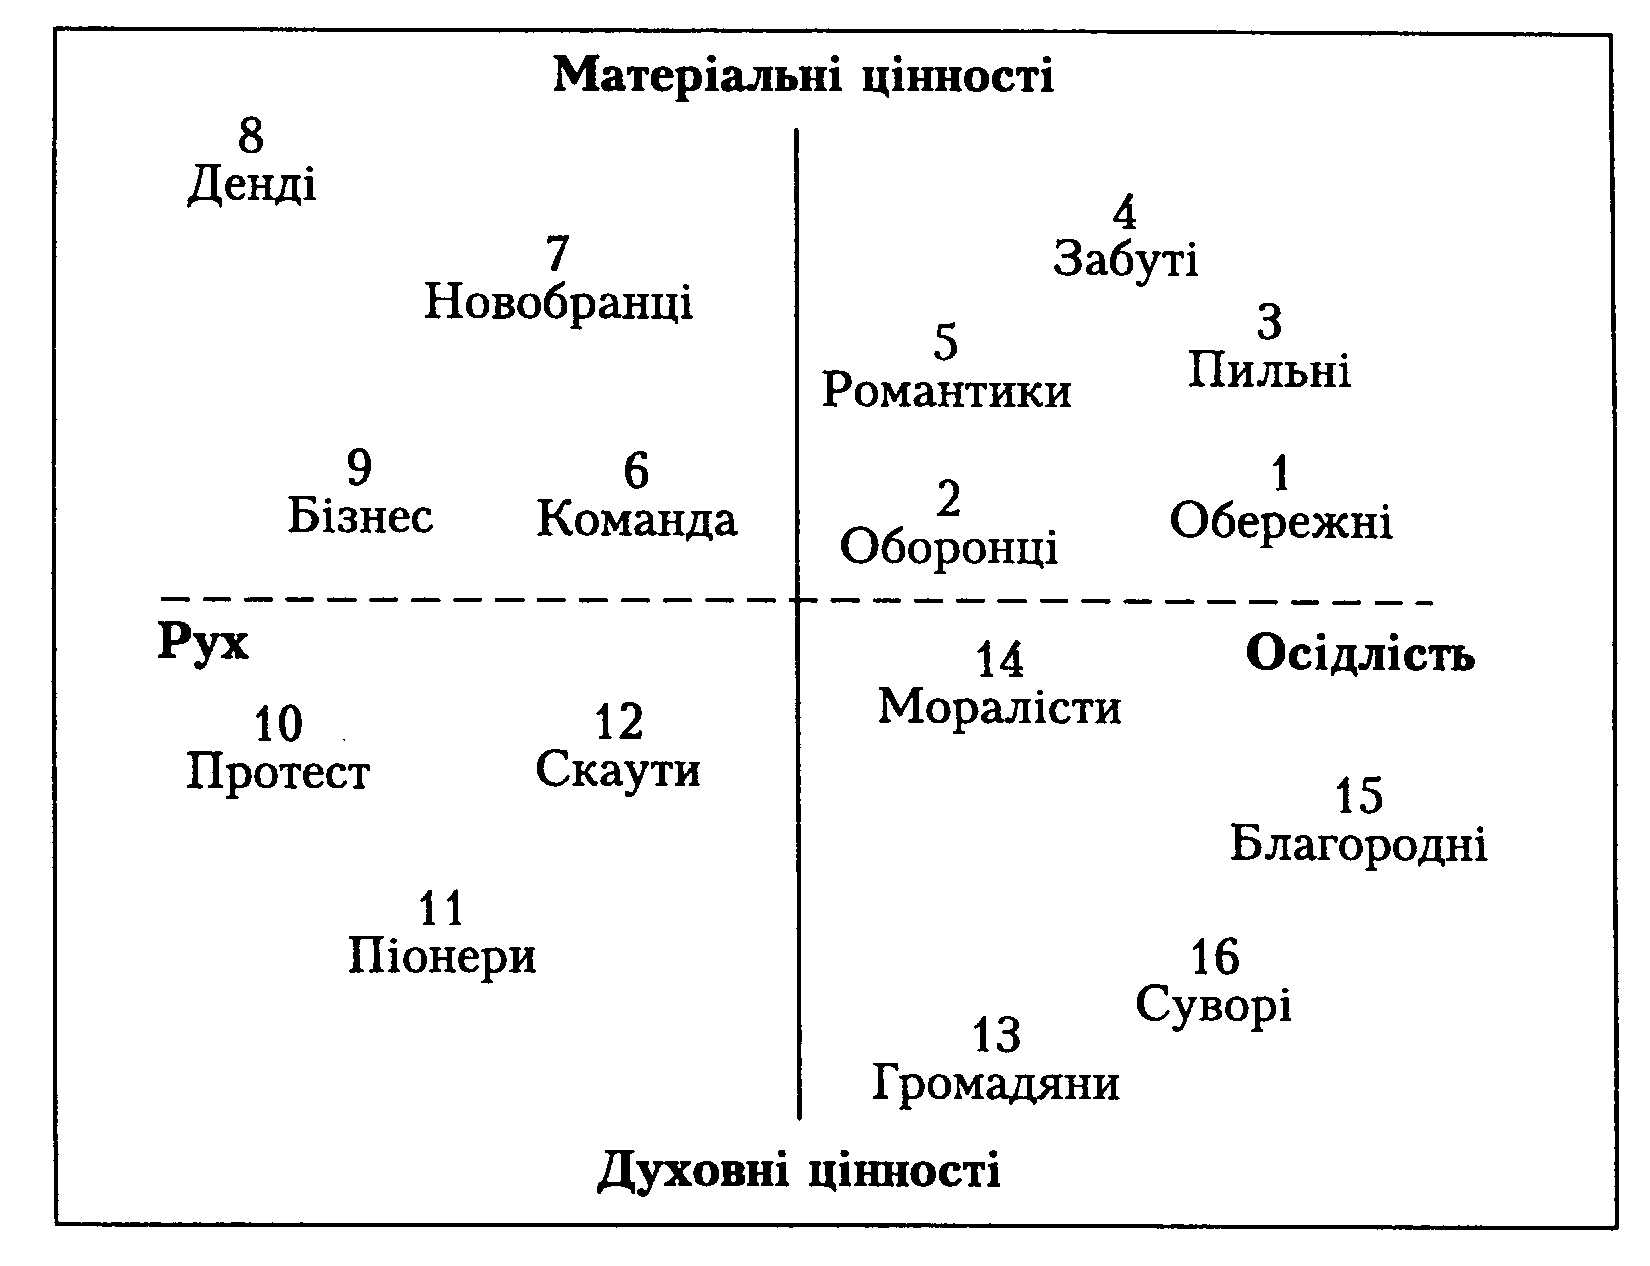 Матеріальні цінності
8
Денді
4
Забуті
7
Новобранці
3
Пильні
5
Романтики
9
Бізнес
6
Команда
2
Оборонці
1
Обережні
Рух
Осідлість
14
Моралісти
10
Протест
12
Скаути
15
Благородні
11
Піонери
16
Суворі
13
Громадяни
Духовні цінності